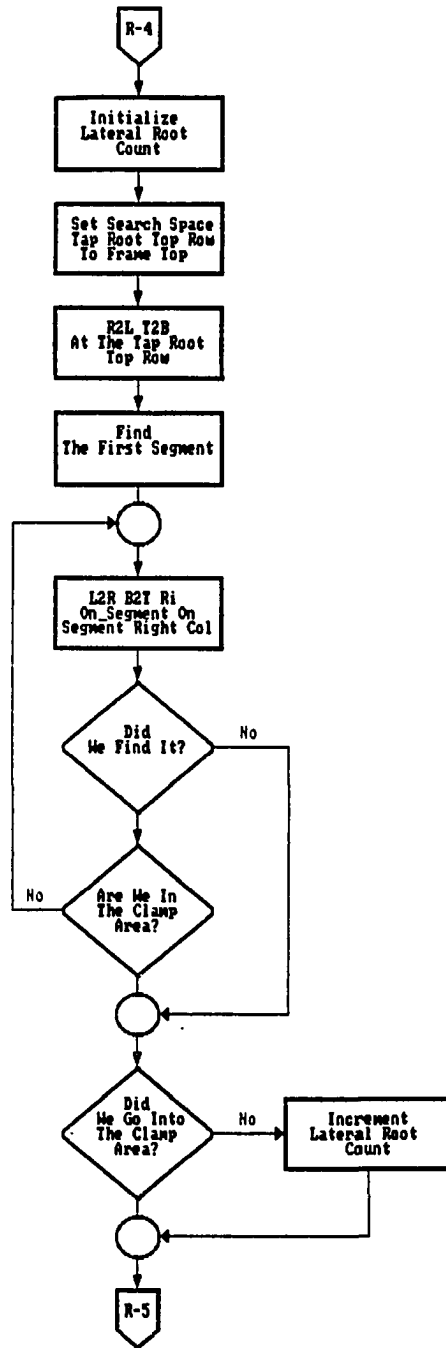 R-4
Initialize
Lateral Root
Count
Set Search Space
Tap Root Top Row
To Frame Top
R2L T2B
At The Tap Root
Top Row
Find
The First Segment
L2R B2T Ri
On_Segment On
Segment Right Col
Did
We Find It?
No
Are We In
The Clamp
Area?
No
Did
We Go Into
The Clamp
Area?
No
Increment
Lateral Root
Count
R-5